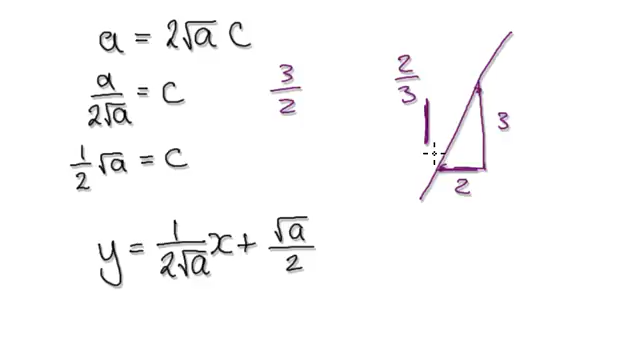 a = 2√a C
a/2√a = C
1/2 √a = C
y = 1/2√a x + √a/2
3/2
2/3
3
2